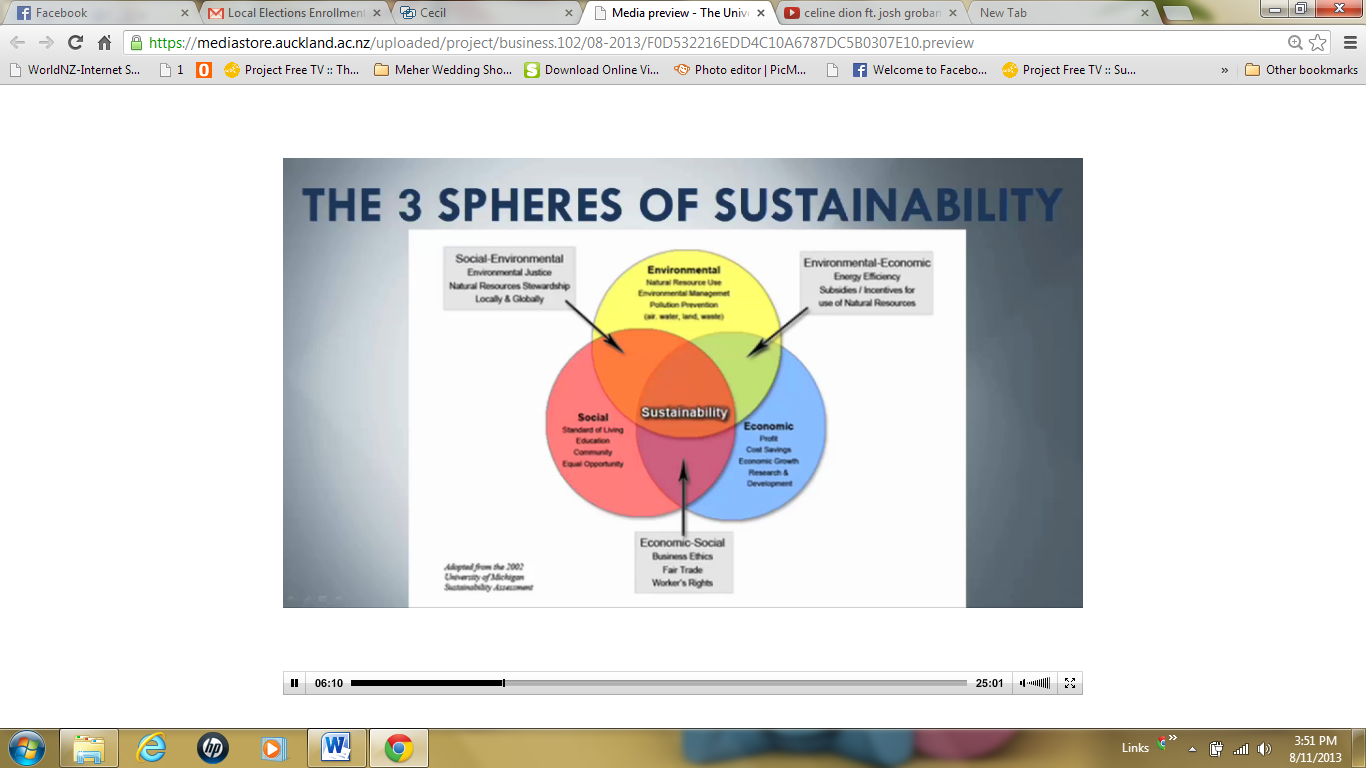 Facebook
Local Elections Enrollment
Cecil
Media preview - The Unive
celine dion ft. josh groban
New Tab
https://mediastore.auckland.ac.nz/uploaded/project/business.102/08-2013/F0D532216EDD4C10A6787DC5B0307E10.preview
WorldNZ-Internet S...
1
Project Free TV :: Th...
Meher Wedding Sho...
Download Online Vi...
Photo editor | PicM...
Welcome to Facebo...
Project Free TV :: Su...
»
Other bookmarks
THE 3 SPHERES OF SUSTAINABILITY
Social-Environmental
Environmental Justice
Natural Resources Stewardship
Locally & Globally
Environmental
Natural Resource Use
Environmental Managemet
Pollution Prevention
(air, water, land, waste)
Environmental-Economic
Energy Efficiency
Subsidies / Incentives for
use of Natural Resources
Sustainability
Social
Standard of Living
Education
Community
Equal Opportunity
Economic
Profit
Cost Savings
Economic Growth
Research &
Development
Economic-Social
Business Ethics
Fair Trade
Worker's Rights
Adopted from the 2002
University of Michigan
Sustainability Assessment
06:10
25:01
Links
»
3:51 PM
8/11/2013